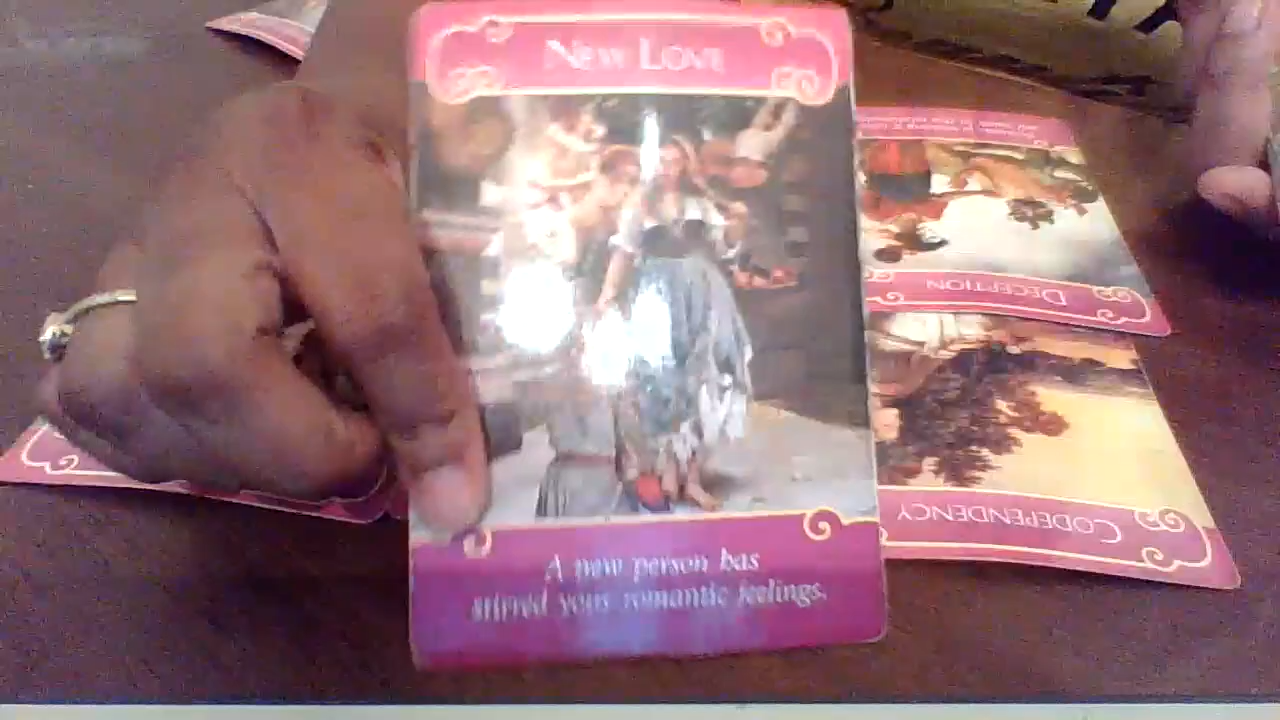 New Love
A new person has
stirred your romantic feelings.
Deception
Codependency